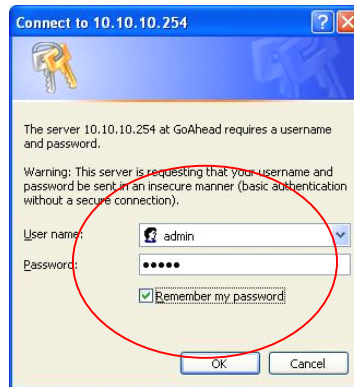 Connect to 10.10.10.254
The server 10.10.10.254 at GoAhead requires a username
and password.
Warning: This server is requesting that your username and
password be sent in an insecure manner (basic authentication
without a secure connection).
User name: admin
Password: •••••
Remember my password
OK Cancel